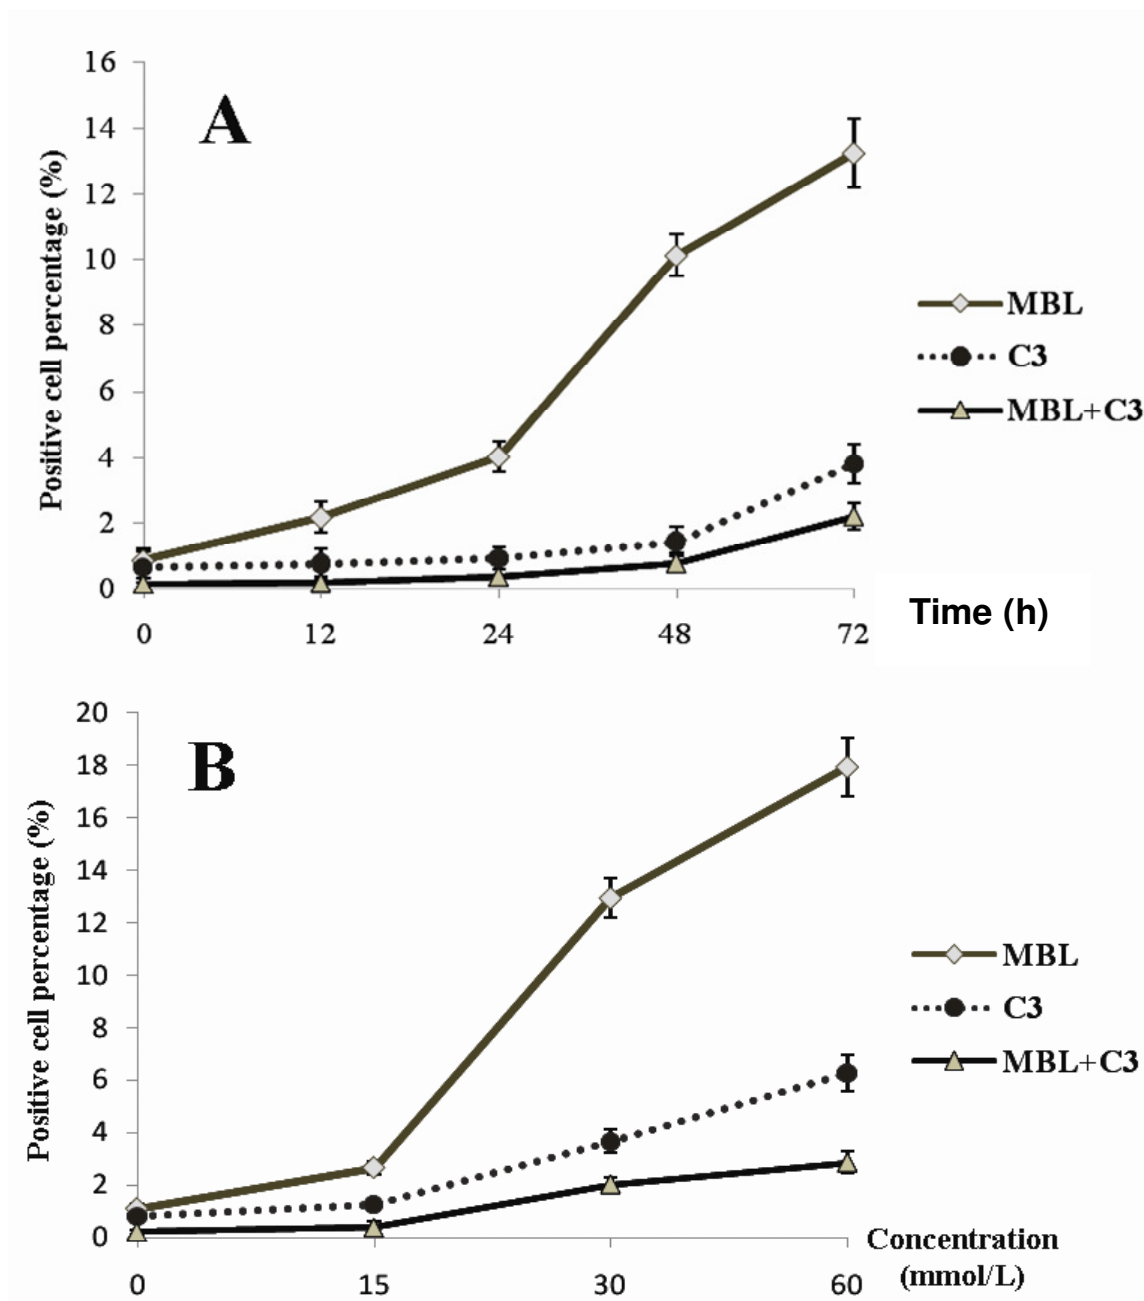 16
A
14
12
10
8
6
4
2
0
Positive cell percentage (%)
MBL
C3
MBL+C3
0 12 24 48 72
Time (h)
20
B
18
16
14
12
10
8
6
4
2
0
Positive cell percentage (%)
MBL
C3
MBL+C3
0 15 30 60
Concentration
(mmol/L)